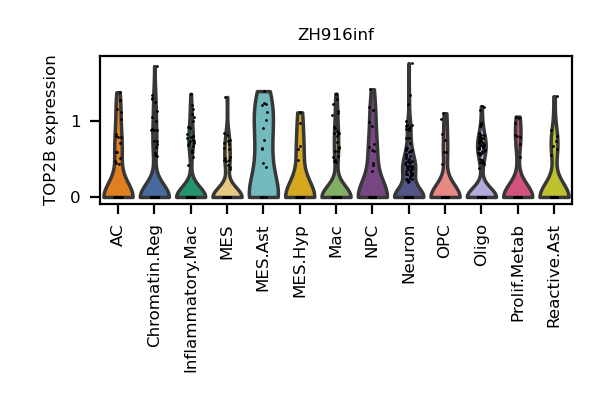 ZH916inf
TOP2B expression
1
0
AC
Chromatin.Reg
Inflammatory.Mac
MES
MES.Ast
MES.Hyp
Mac
NPC
Neuron
OPC
Oligo
Prolif.Metab
Reactive.Ast